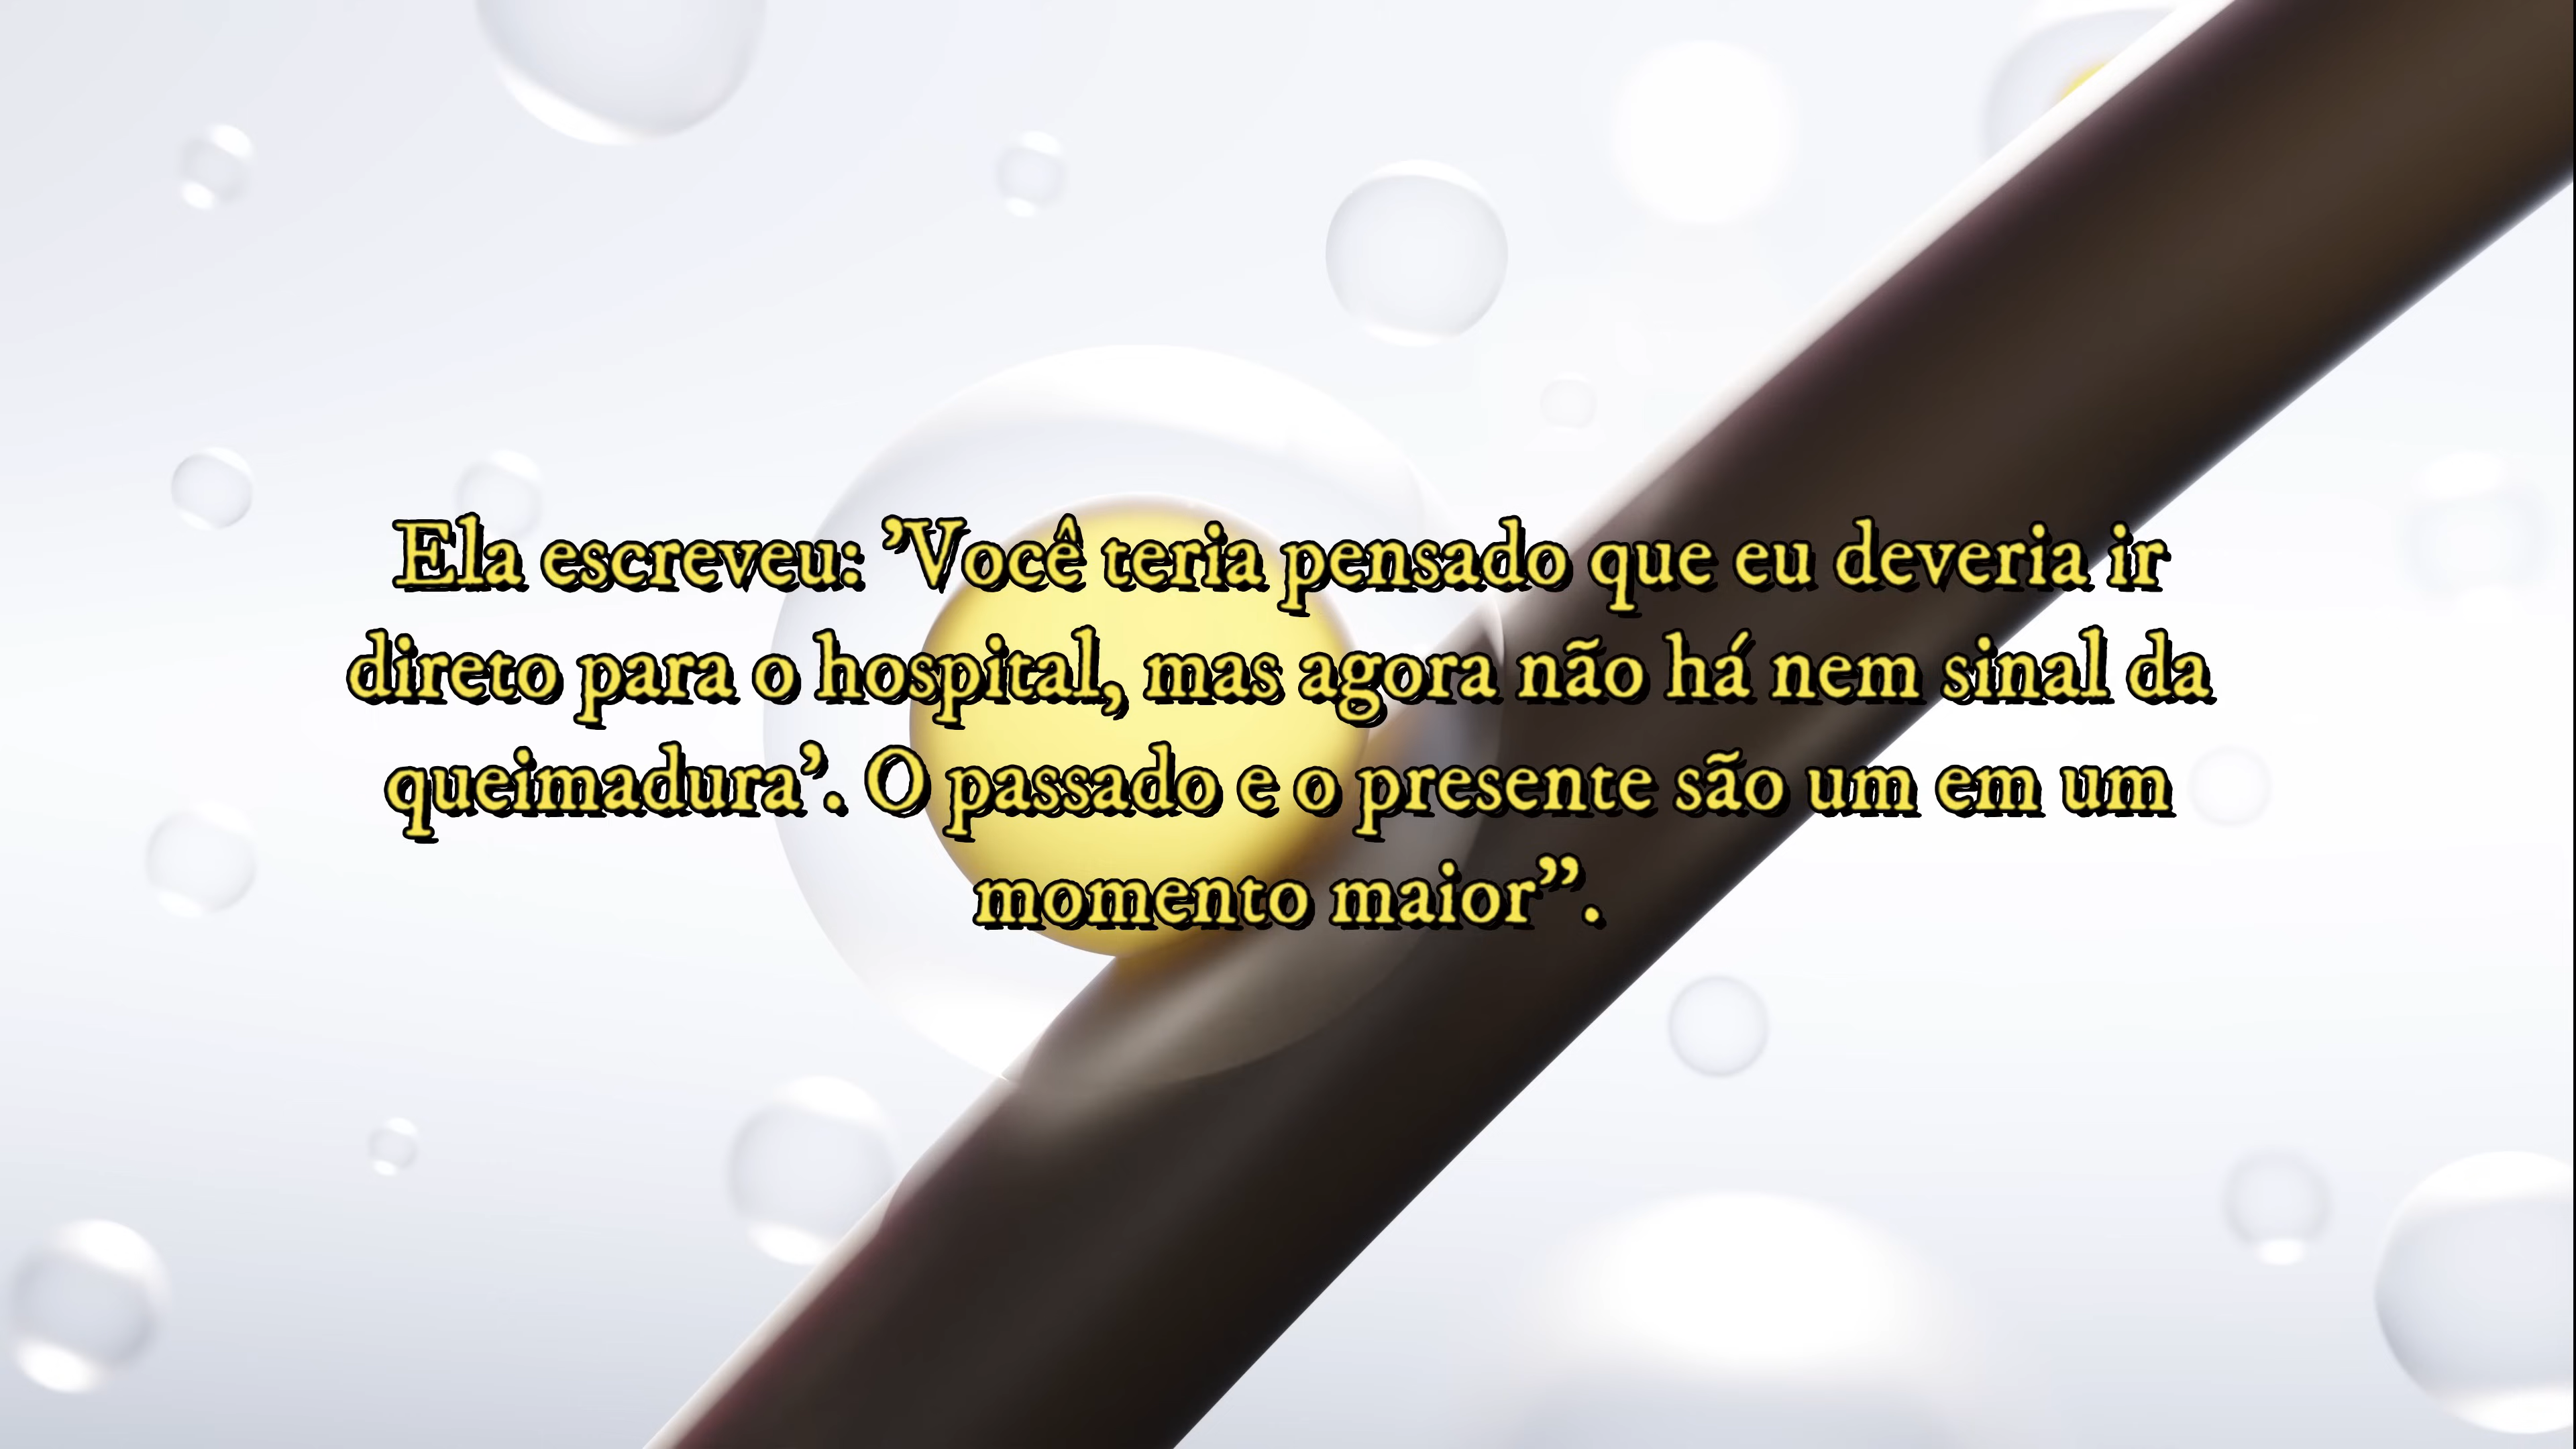 Ela escreveu: ’Você teria pensado que eu deveria ir
direto para o hospital, mas agora não há nem sinal da
queimadura’. O passado e o presente são um em um
momento maior”.